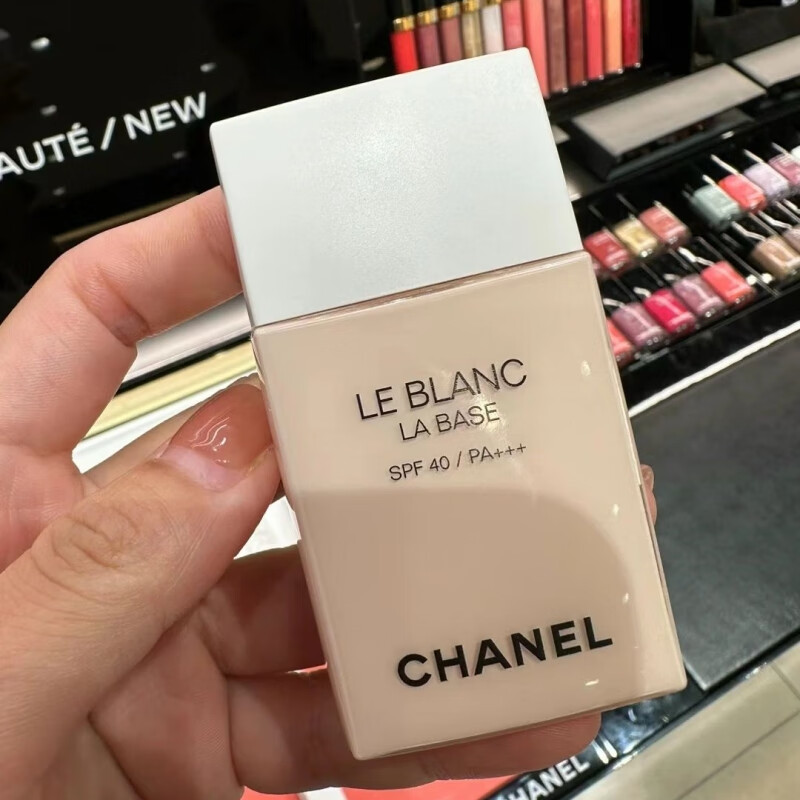 AUTÉ / NEW
LE BLANC
LA BASE
SPF 40 / PA+++
CHANEL
CHANEL